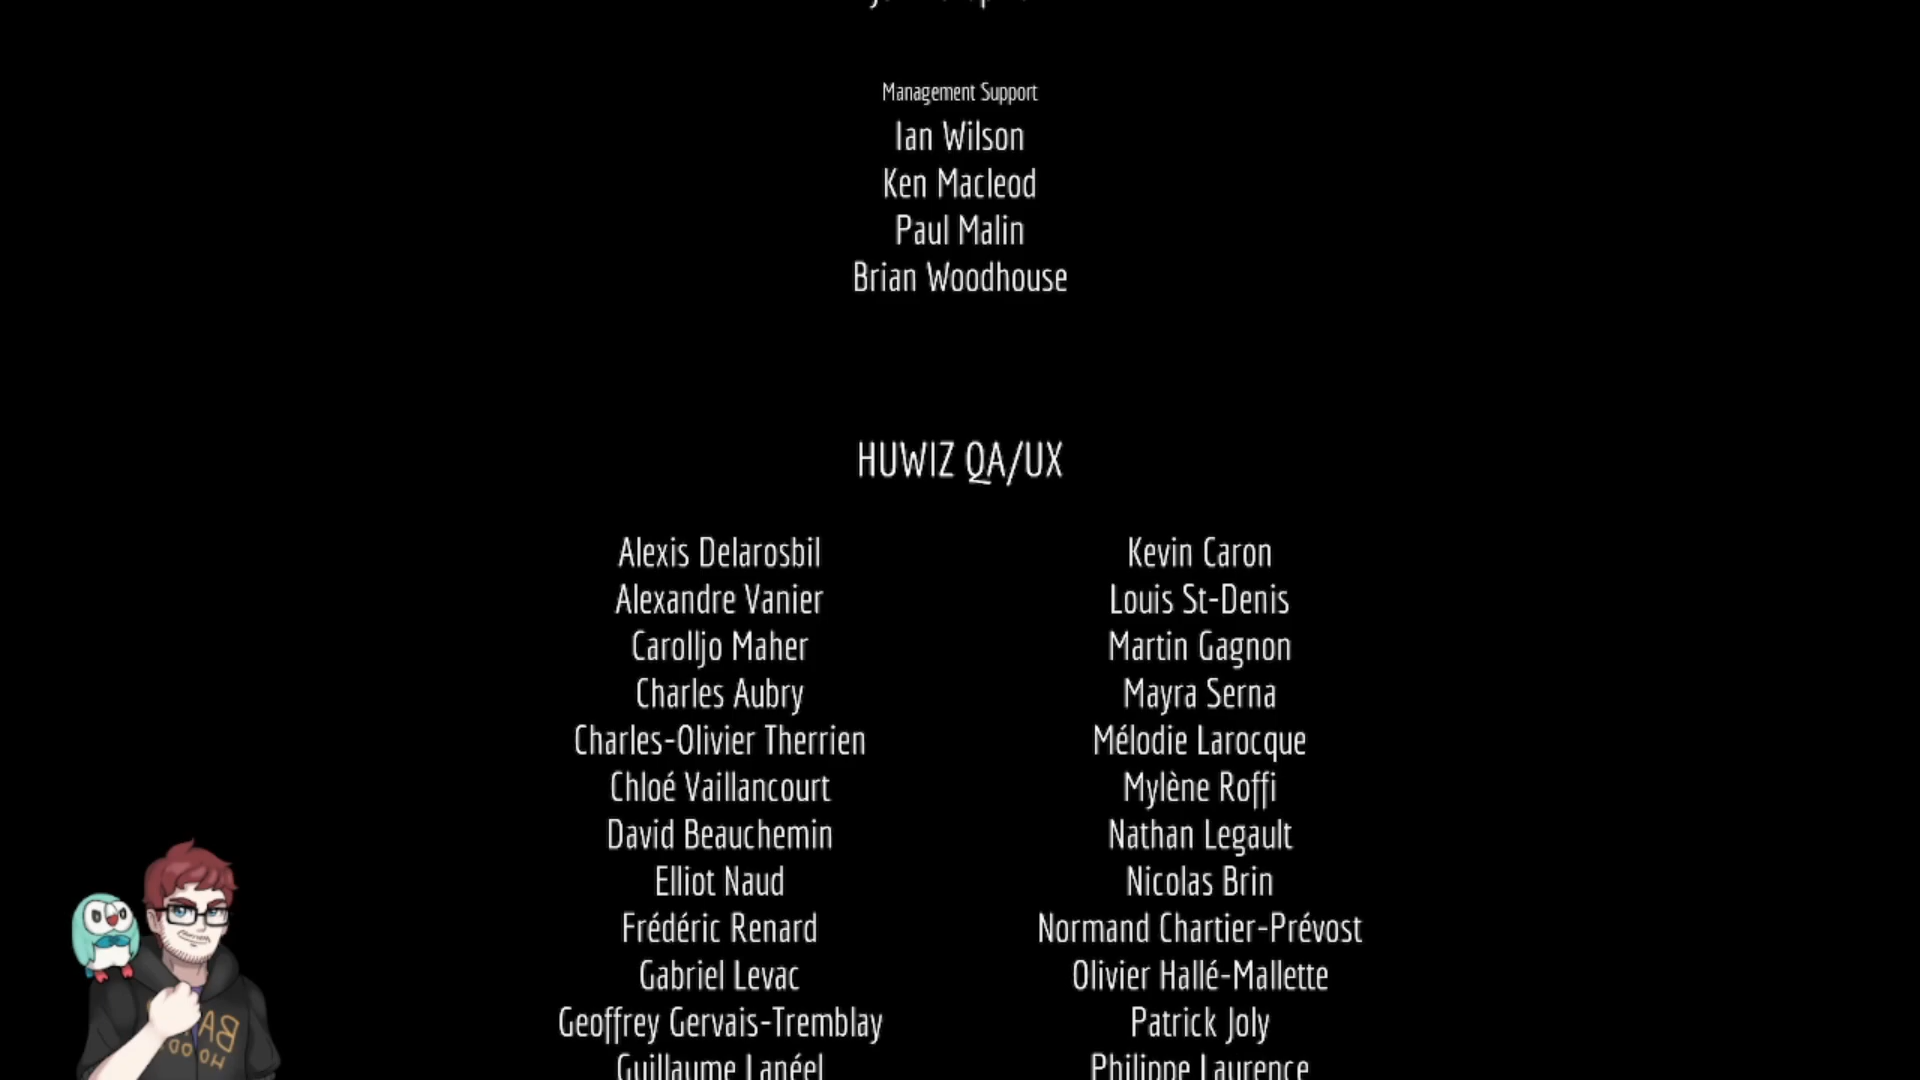 Management Support
Ian Wilson
Ken Macleod
Paul Malin
Brian Woodhouse
HUWIZ QA/UX
Alexis Delarosbil
Alexandre Vanier
Carolljo Maher
Charles Aubry
Charles-Olivier Therrien
Chloé Vaillancourt
David Beauchemin
Elliot Naud
Frédéric Renard
Gabriel Levac
Geoffrey Gervais-Tremblay
Guillaume Lanéel
Kevin Caron
Louis St-Denis
Martin Gagnon
Mayra Serna
Mélodie Larocque
Mylène Roffi
Nathan Legault
Nicolas Brin
Normand Chartier-Prévost
Olivier Hallé-Mallette
Patrick Joly
Philippe Laurence